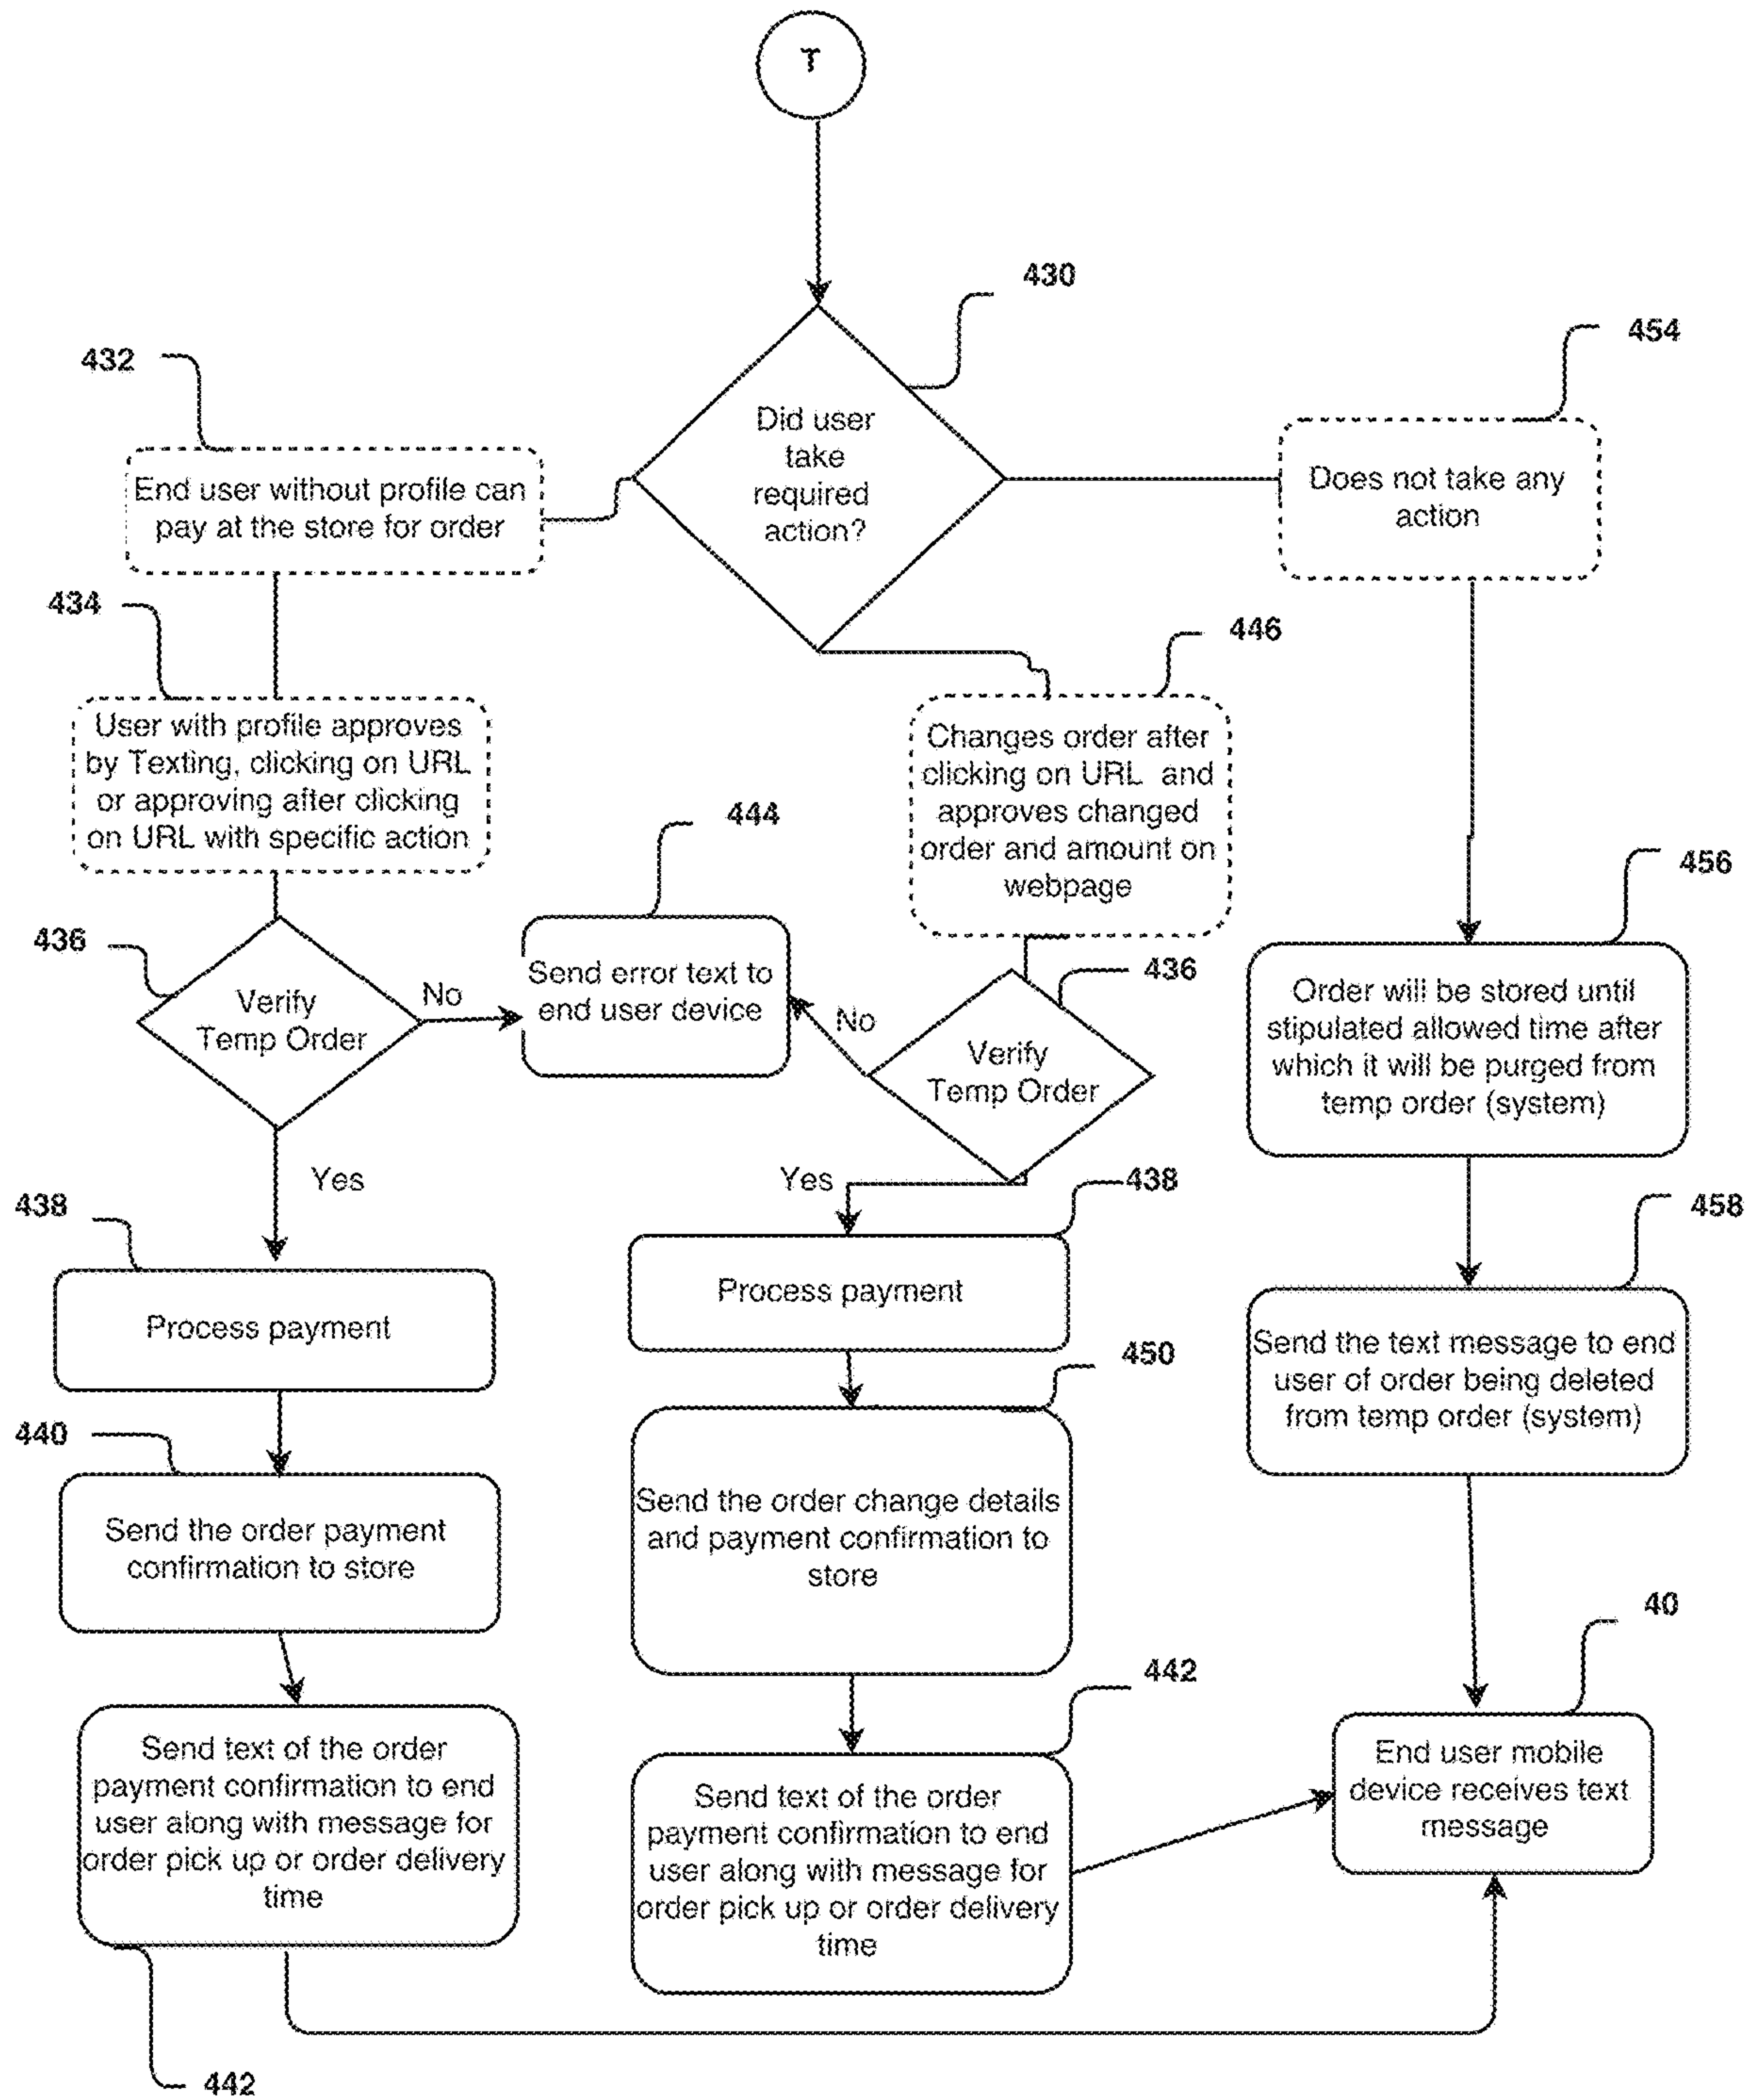 T
430
454
432
Did user
take
required
action?
Does not take any
action
End user without profile can
pay at the store for order
434
446
User with profile approves
by Texting, clicking on URL
or approving after clicking
on URL with specific action
Changes order after
clicking on URL and
approves changed
order and amount on
webpage
444
456
436
Verify
Temp Order
No
Send error text to
end user device
No
436
Verify
Temp Order
Order will be stored until
stipulated allowed time after
which it will be purged from
temp order (system)
Yes
Yes
438
438
458
Process payment
Process payment
Send the text message to end
user of order being deleted
from temp order (system)
450
440
Send the order payment
confirmation to store
Send the order change details
and payment confirmation to
store
40
442
Send text of the order
payment confirmation to end
user along with message for
order pick up or order delivery
time
Send text of the order
payment confirmation to end
user along with message for
order pick up or order delivery
time
End user mobile
device receives text
message
442